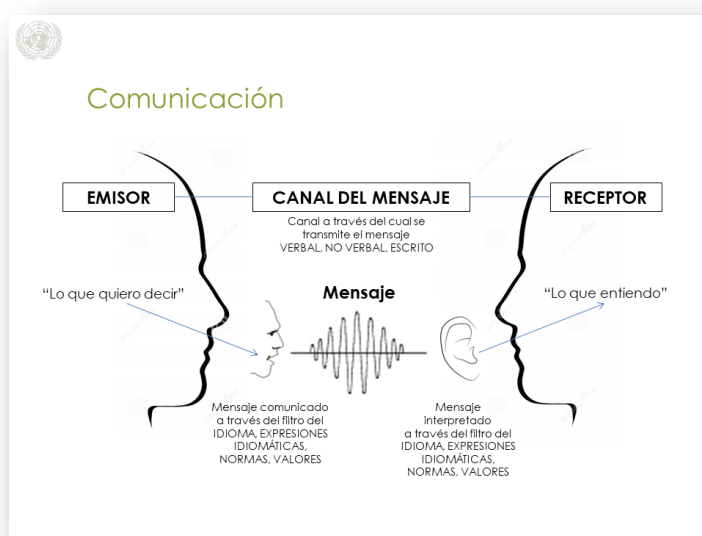 Comunicación
EMISOR
CANAL DEL MENSAJE
RECEPTOR
Canal a través del cual se
transmite el mensaje
VERBAL, NO VERBAL, ESCRITO
“Lo que quiero decir”
Mensaje
“Lo que entiendo”
Mensaje comunicado
a través del filtro del
IDIOMA, EXPRESIONES
IDIOMÁTICAS,
NORMAS, VALORES
Mensaje
interpretado
a través del filtro del
IDIOMA, EXPRESIONES
IDIOMÁTICAS,
NORMAS, VALORES